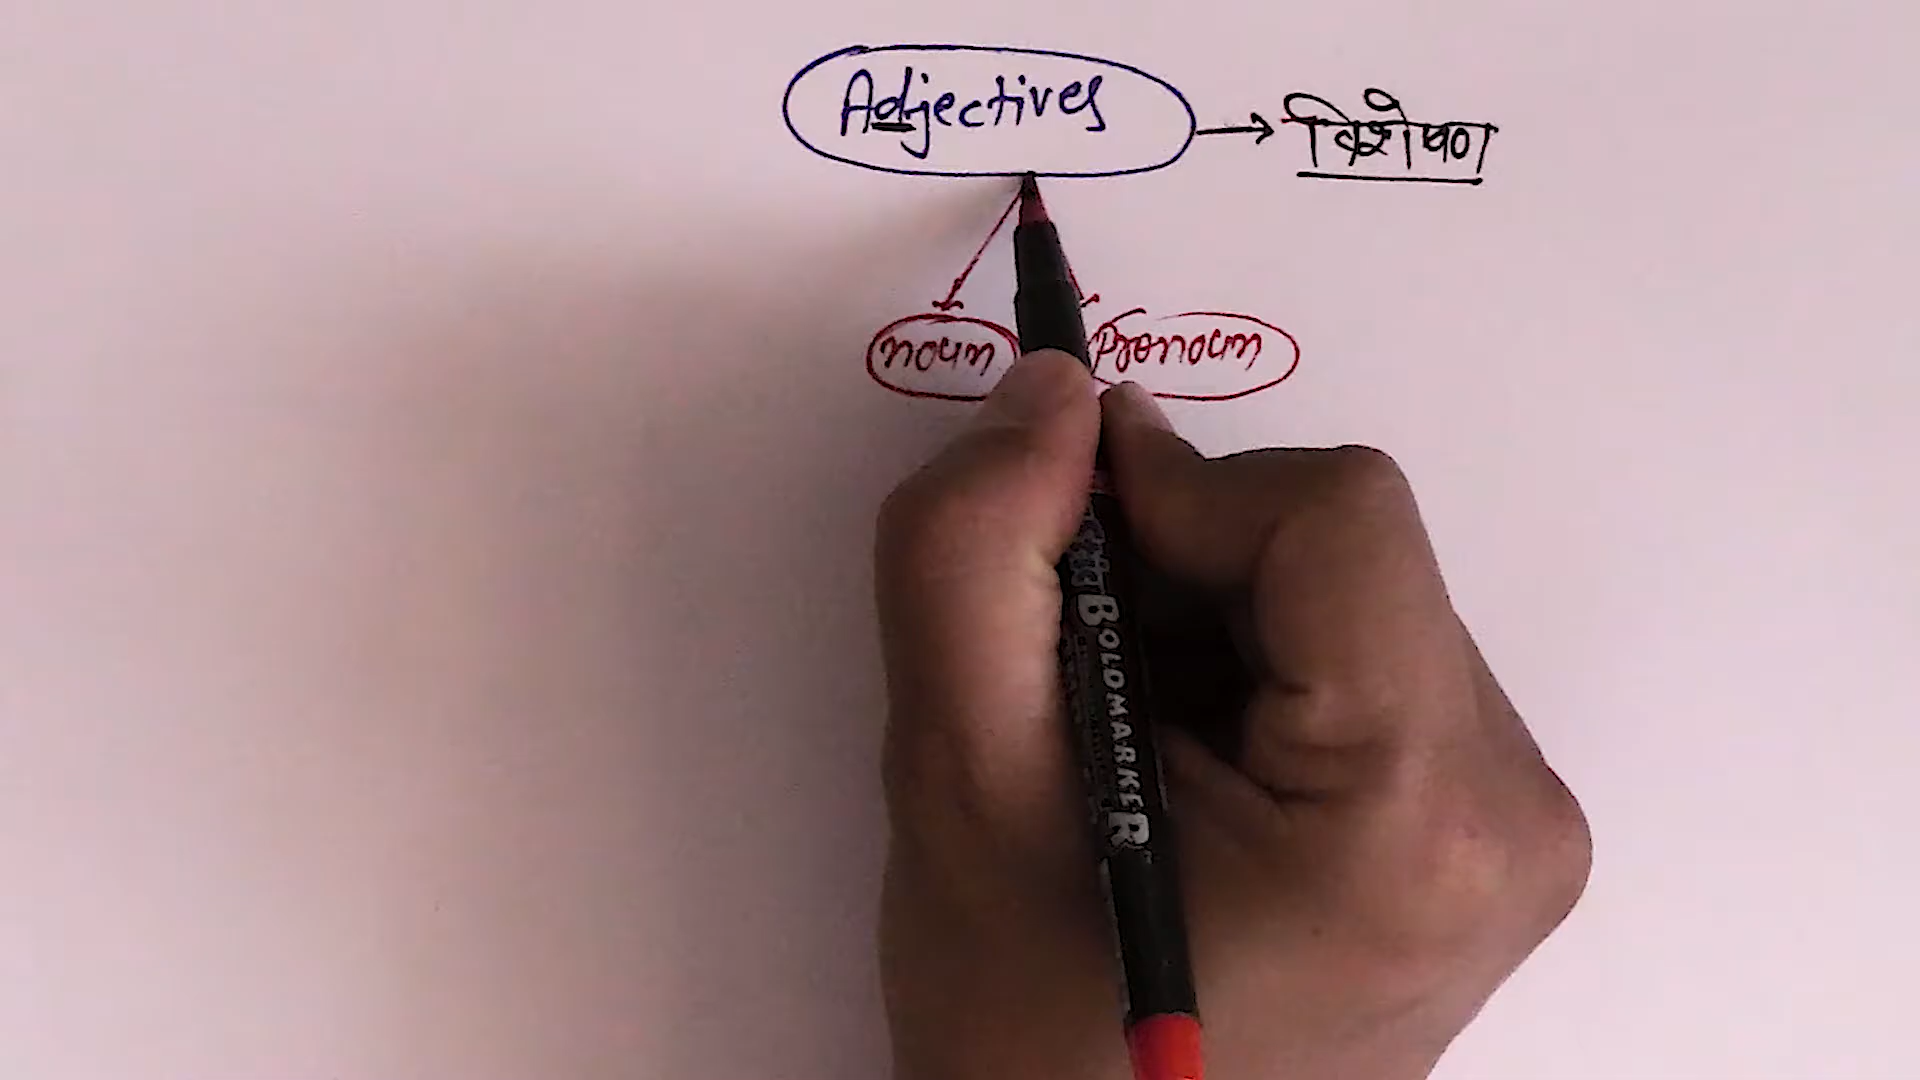 Adjectives → विशेषण
noun Pronoun
BOLDMARKER